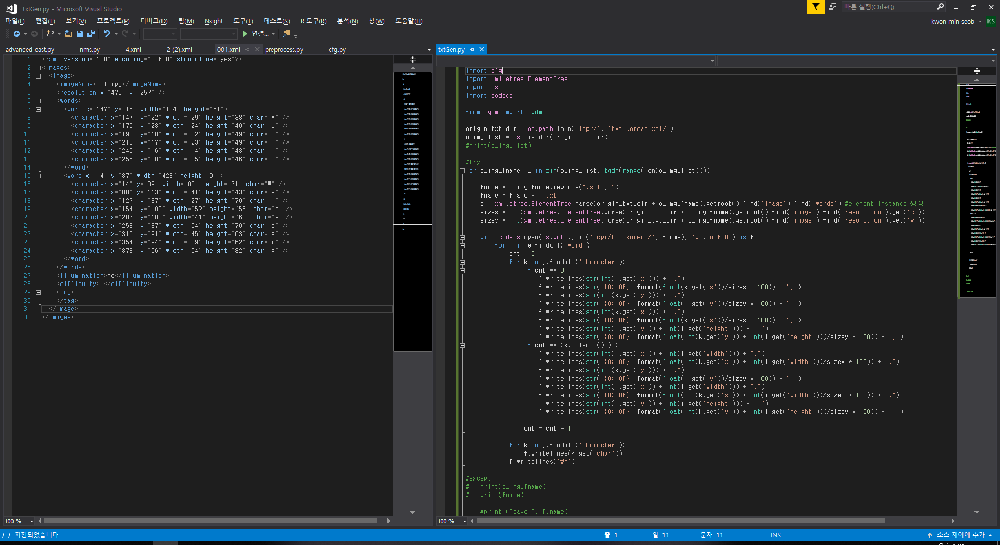 txtGen.py - Microsoft Visual Studio
빠른 실행(Ctrl+Q)
파일(F) 편집(E) 보기(V) 프로젝트(P) 디버그(D) 팀(M) Nsight 도구(T) 테스트(S) R 도구(R) 분석(N) 창(W) 도움말(H)
kwon min seob KS
연결...
advanced_east.py nms.py 4.xml 2 (2).xml 001.xml preprocess.py cfg.py
1 <?xml version="1.0" encoding="utf-8" standalone="yes"?>
2 <images>
3 <image>
4 <imageName>001.jpg</imageName>
5 <resolution x="470" y="257" />
6 <words>
7 <word x="147" y="16" width="134" height="51">
8 <character x="147" y="22" width="29" height="38" char="Y" />
9 <character x="175" y="23" width="24" height="40" char="U" />
10 <character x="198" y="18" width="22" height="49" char="P" />
11 <character x="218" y="17" width="23" height="49" char="P" />
12 <character x="240" y="16" width="14" height="43" char="I" />
13 <character x="256" y="20" width="25" height="46" char="E" />
14 </word>
15 <word x="14" y="87" width="428" height="91">
16 <character x="14" y="89" width="82" height="71" char="W" />
17 <character x="88" y="113" width="41" height="43" char="e" />
18 <character x="127" y="87" width="27" height="70" char="i" />
19 <character x="154" y="100" width="52" height="55" char="n" />
20 <character x="207" y="100" width="41" height="63" char="s" />
21 <character x="258" y="87" width="54" height="70" char="b" />
22 <character x="310" y="91" width="45" height="63" char="e" />
23 <character x="354" y="94" width="29" height="62" char="r" />
24 <character x="378" y="96" width="64" height="82" char="g" />
25 </word>
26 </words>
27 <illumination>no</illumination>
28 <difficulty>1</difficulty>
29 <tag>
30 </tag>
31 </image>
32 </images>
100 %
txtGen.py
import cfg
import xml.etree.ElementTree
import os
import codecs
from tqdm import tqdm
origin_txt_dir = os.path.join('icpr/', 'txt_korean_xml/')
o_img_list = os.listdir(origin_txt_dir)
#print(o_img_list)
#try :
for o_img_fname, _ in zip(o_img_list, tqdm(range(len(o_img_list)))):
fname = o_img_fname.replace(".xml","")
fname = fname + ".txt"
e = xml.etree.ElementTree.parse(origin_txt_dir + o_img_fname).getroot().find('image').find('words') #element instance 생성
sizex = int(xml.etree.ElementTree.parse(origin_txt_dir + o_img_fname).getroot().find('image').find('resolution').get('x'))
sizey = int(xml.etree.ElementTree.parse(origin_txt_dir + o_img_fname).getroot().find('image').find('resolution').get('y'))
with codecs.open(os.path.join('icpr/txt_korean/', fname), 'w','utf-8') as f:
for j in e.findall('word'):
cnt = 0
for k in j.findall('character'):
if cnt == 0 :
f.writelines(str(int(k.get('x'))) + ".")
f.writelines(str("{0:.0f}".format(float(k.get('x'))/sizex * 100)) + ",")
f.writelines(str(int(k.get('y'))) + ".")
f.writelines(str("{0:.0f}".format(float(k.get('y'))/sizey * 100)) + ",")
f.writelines(str(int(k.get('x'))) + ".")
f.writelines(str("{0:.0f}".format(float(k.get('x'))/sizex * 100)) + ",")
f.writelines(str(int(k.get('y')) + int(j.get('height'))) + ".")
f.writelines(str("{0:.0f}".format(float(int(k.get('y')) + int(j.get('height')))/sizey * 100)) + ",")
if cnt == (k.__len__() ) :
f.writelines(str(int(k.get('x')) + int(j.get('width'))) + ".")
f.writelines(str("{0:.0f}".format(float(int(k.get('x')) + int(j.get('width')))/sizex * 100)) + ",")
f.writelines(str(int(k.get('y'))) + ".")
f.writelines(str("{0:.0f}".format(float(k.get('y'))/sizey * 100)) + ",")
f.writelines(str(int(k.get('x')) + int(j.get('width'))) + ".")
f.writelines(str("{0:.0f}".format(float(int(k.get('x')) + int(j.get('width')))/sizex * 100)) + ",")
f.writelines(str(int(k.get('y')) + int(j.get('height'))) + ".")
f.writelines(str("{0:.0f}".format(float(int(k.get('y')) + int(j.get('height')))/sizey * 100)) + ",")
cnt = cnt + 1
for k in j.findall('character'):
f.writelines(k.get('char'))
f.writelines('₩n')
#except :
# print(o_img_fname)
# print(fname)
#print ("save ", f.name)
100 %
저장되었습니다. 줄: 1 열: 11 문자: 11 INS 소스 제어에 추가